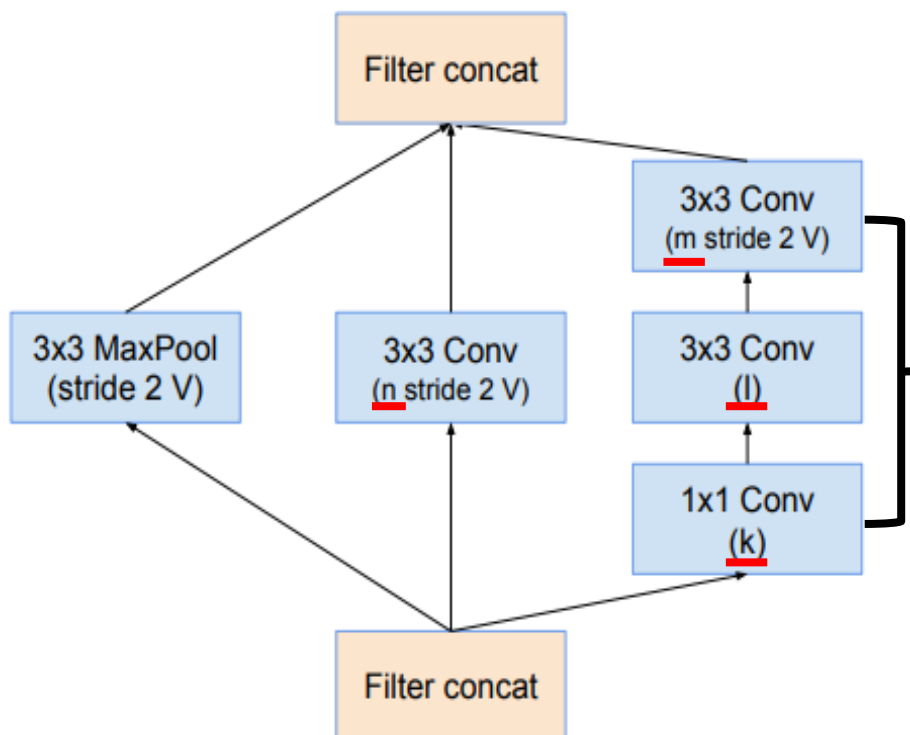 Filter concat
3x3 Conv
(m stride 2 V)
3x3 MaxPool
(stride 2 V)
3x3 Conv
(n stride 2 V)
3x3 Conv
(l)
1x1 Conv
(k)
Filter concat